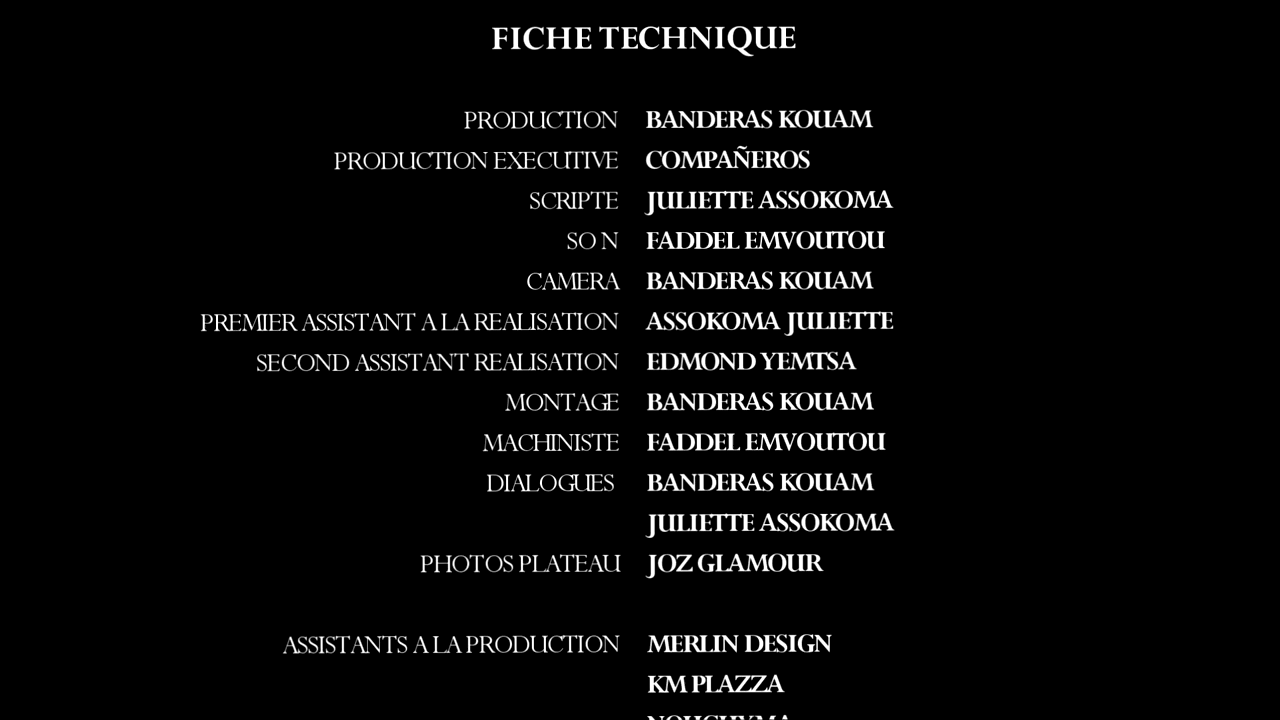 FICHE TECHNIQUE
PRODUCTION BANDERAS KOUAM
PRODUCTION EXECUTIVE COMPAÑEROS
SCRIPTE JULIETTE ASSOKOMA
SO N FADDEL EMVOUTOU
CAMERA BANDERAS KOUAM
PREMIER ASSISTANT A LA REALISATION ASSOKOMA JULIETTE
SECOND ASSISTANT REALISATION EDMOND YEMTSA
MONTAGE BANDERAS KOUAM
MACHINISTE FADDEL EMVOUTOU
DIALOGUES BANDERAS KOUAM
JULIETTE ASSOKOMA
PHOTOS PLATEAU JOZ GLAMOUR
ASSISTANTS A LA PRODUCTION MERLIN DESIGN
KM PLAZZA